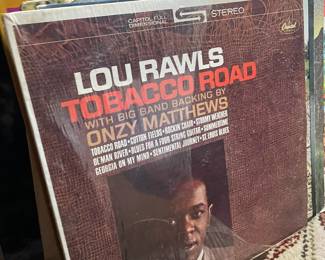 CAPITOL FULL DIMENSIONAL STEREO Capitol
LOU RAWLS
TOBACCO ROAD
WITH BIG BAND BACKING BY
ONZY MATTHEWS
TOBACCO ROAD • COTTON FIELDS • ROCKIN' CHAIR • STORMY WEATHER
OL' MAN RIVER • BLUES FOR A FOUR STRING GUITAR • SUMMERTIME
GEORGIA ON MY MIND • SENTIMENTAL JOURNEY • ST. LOUIS BLUES